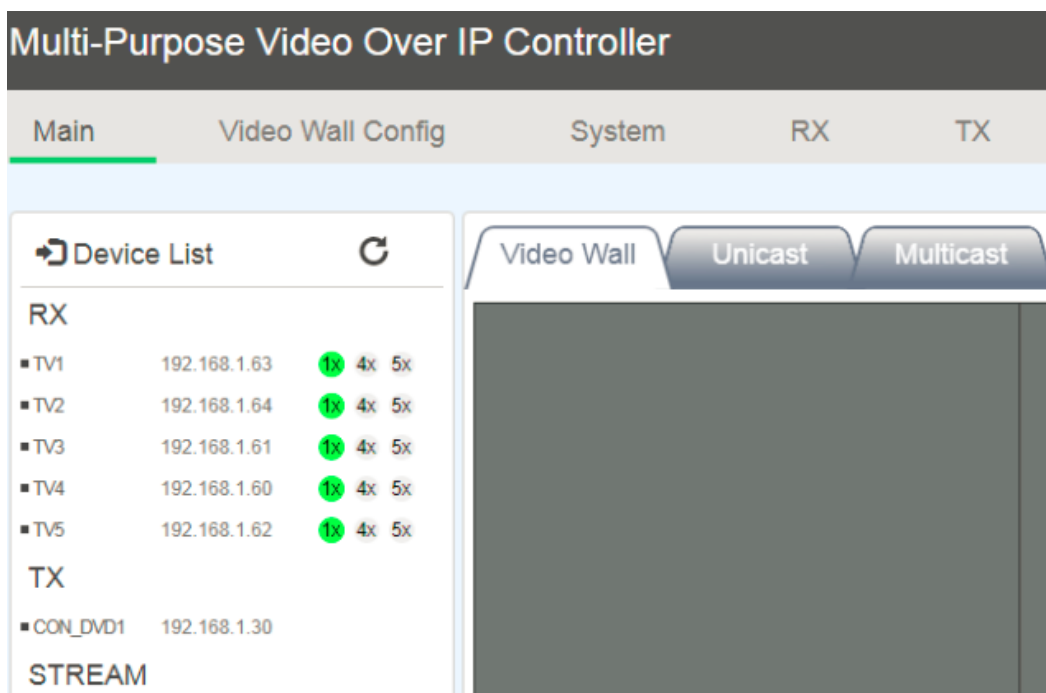 Multi-Purpose Video Over IP Controller
Main Video Wall Config System RX TX
Device List
Video Wall Unicast Multicast
RX
TV1 192.168.1.63 1x 4x 5x
TV2 192.168.1.64 1x 4x 5x
TV3 192.168.1.61 1x 4x 5x
TV4 192.168.1.60 1x 4x 5x
TV5 192.168.1.62 1x 4x 5x
TX
CON_DVD1 192.168.1.30
STREAM